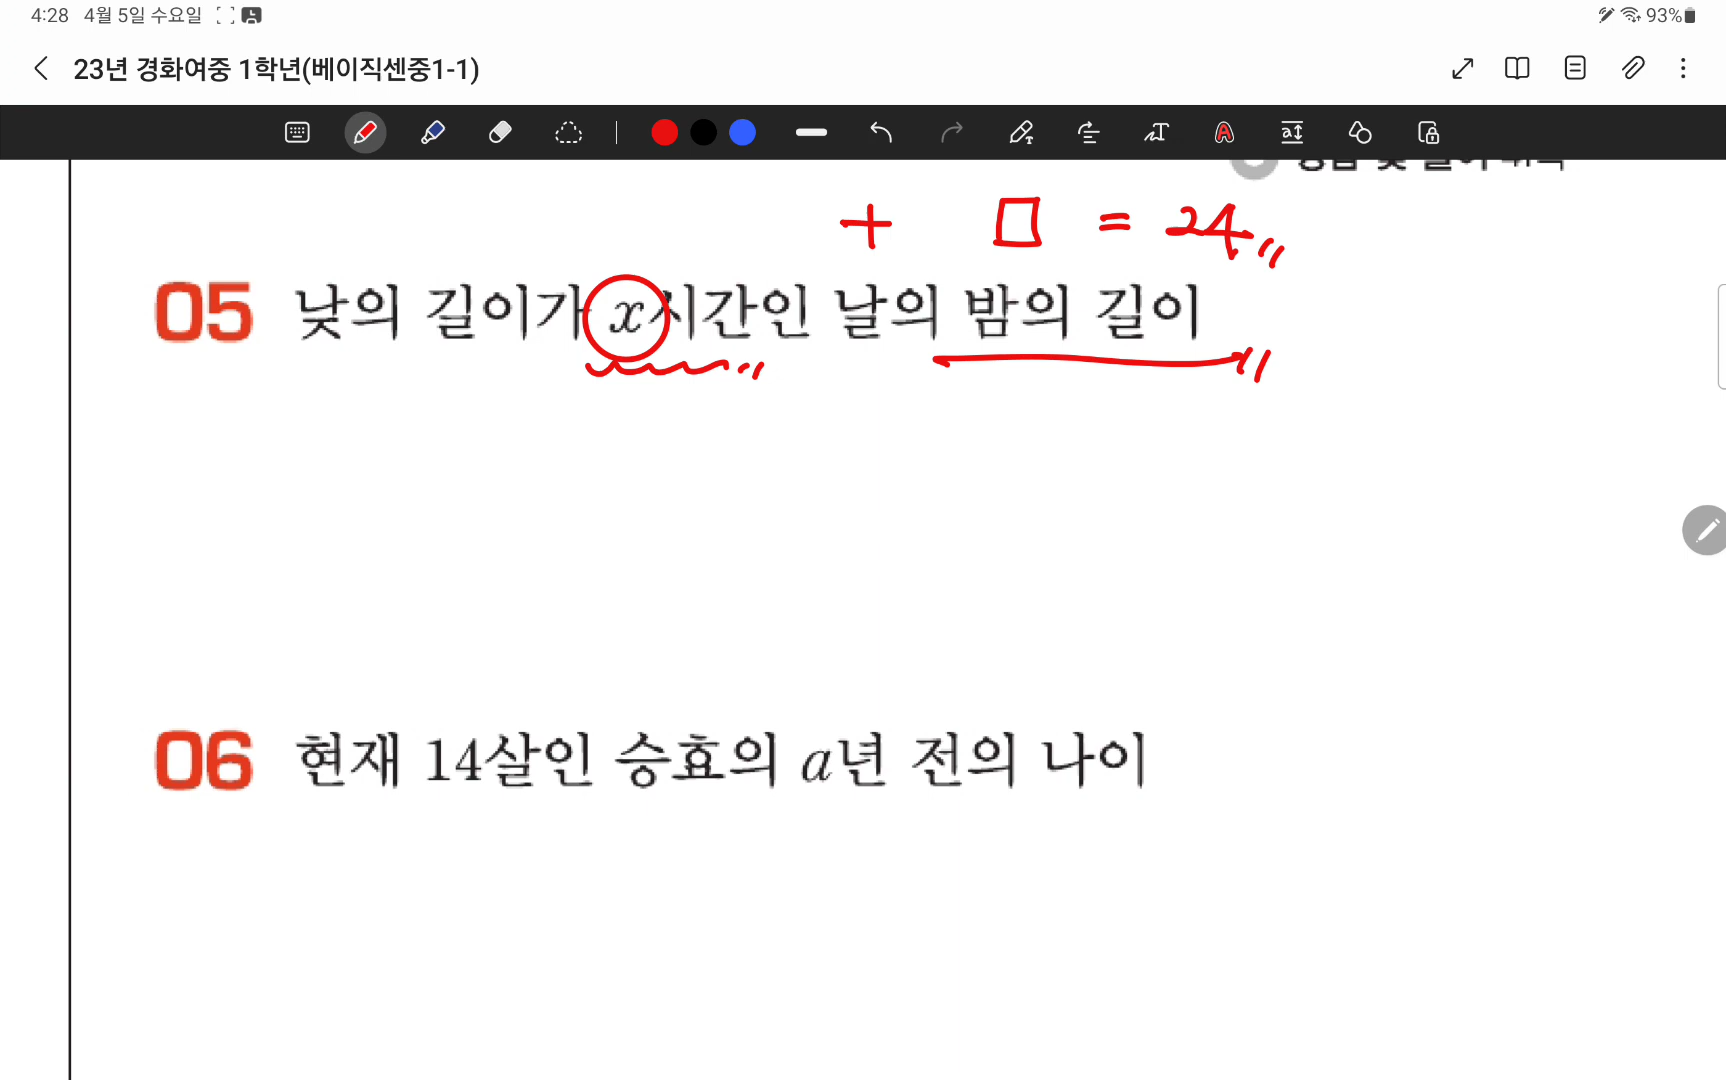 4:28 4월 5일 수요일 93%
23년 경화여중 1학년(베이직쎈중1-1)
+ □ = 24
05 낮의 길이가 x시간인 날의 밤의 길이
06 현재 14살인 승효의 a년 전의 나이